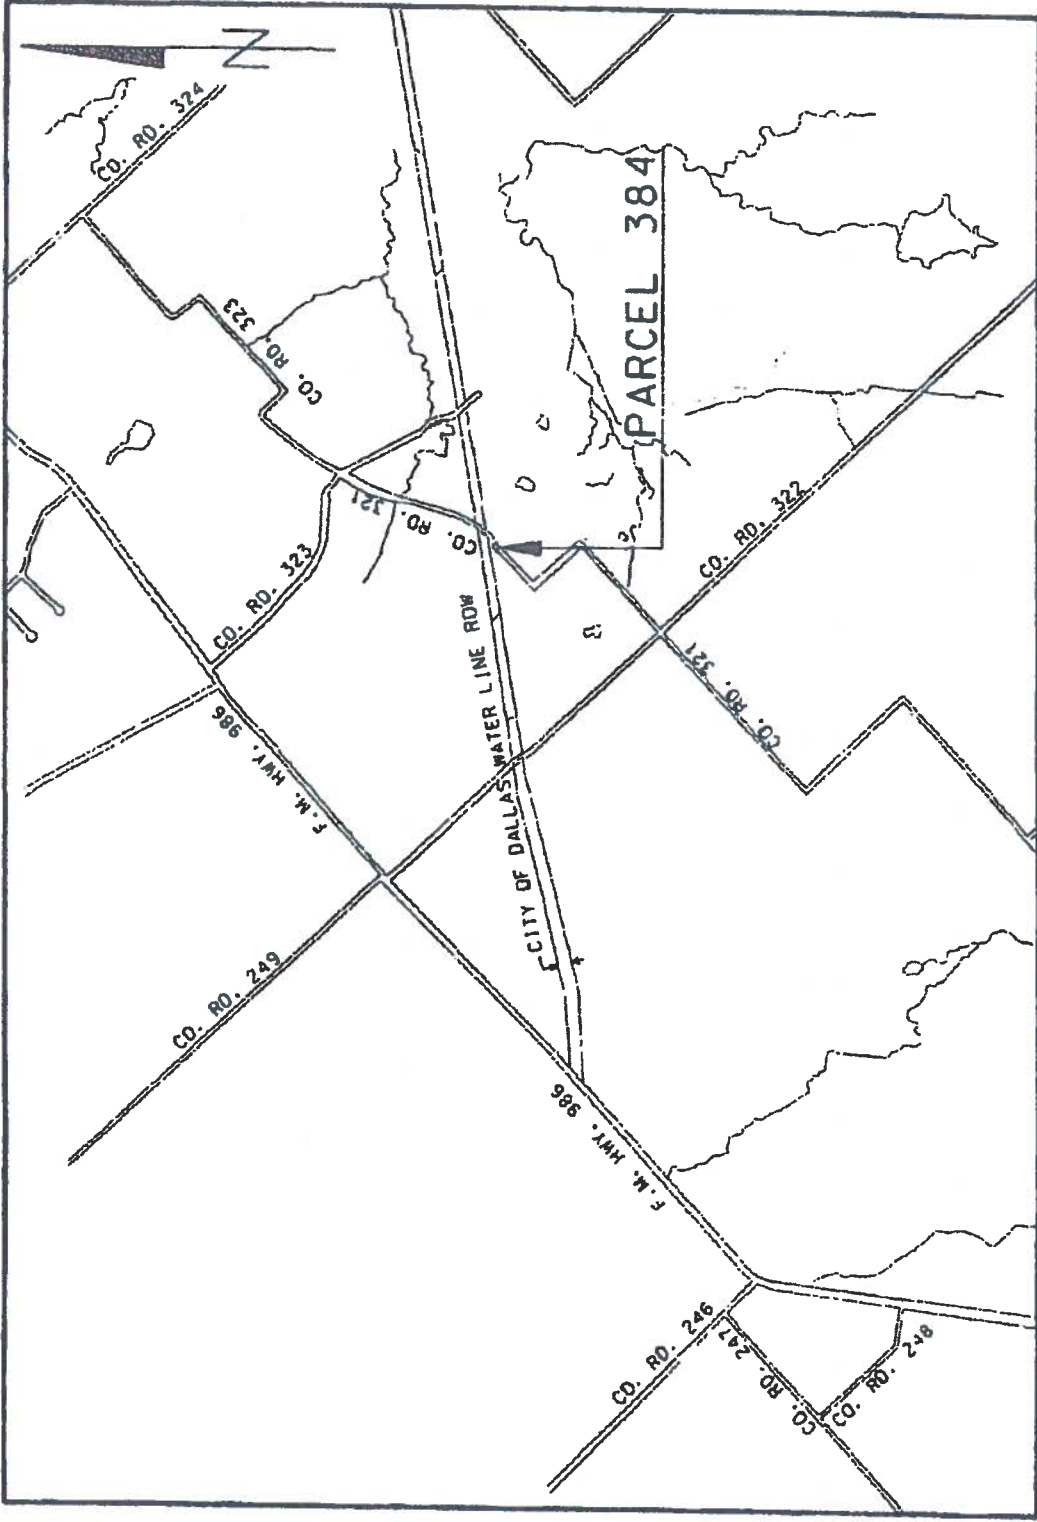 N
CO. RD. 324
CO. RD. 323
CO. RD. 321
PARCEL 384
CO. RD. 323
CO. RD. 322
F.M. HWY. 986
CITY OF DALLAS WATER LINE ROW
CO. RD. 321
CO. RD. 249
F.M. HWY. 986
CO. RD. 246
CO. RD. 247
CO. RD. 248